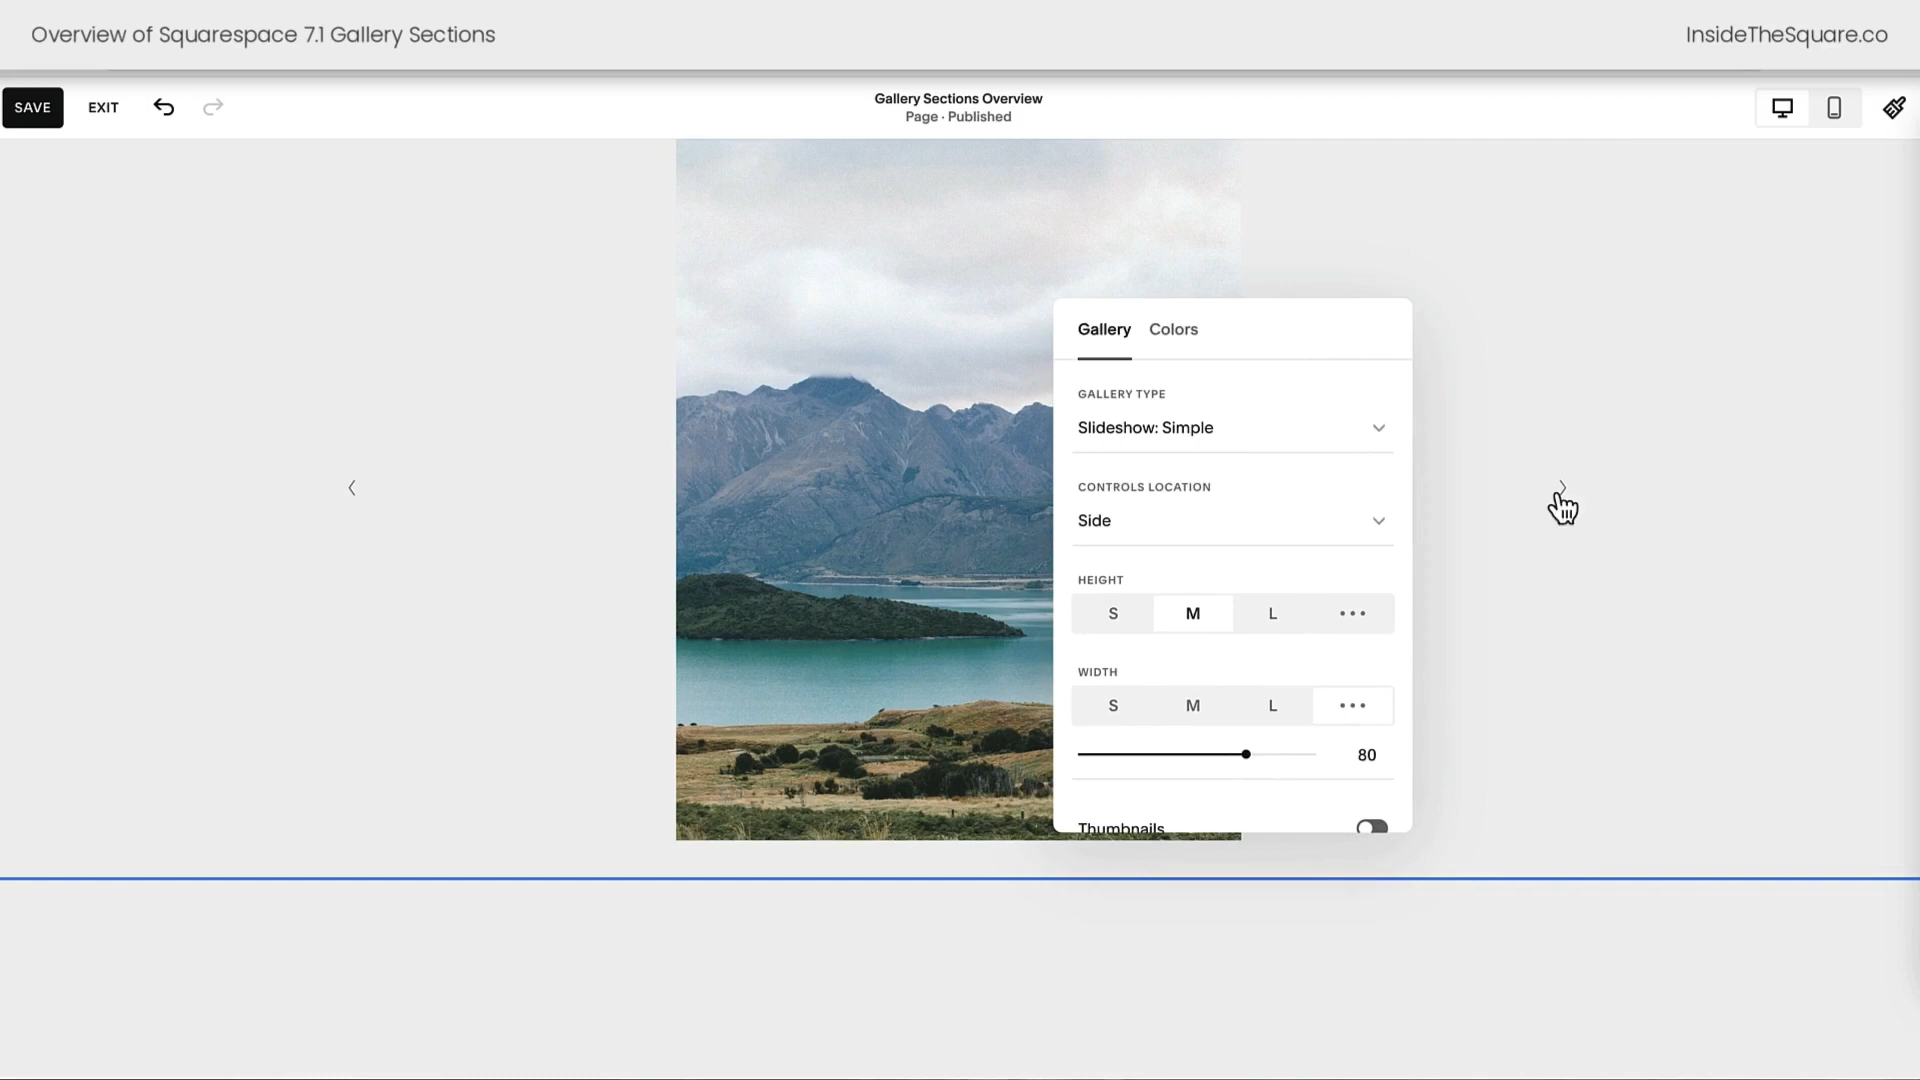 Overview of Squarespace 7.1 Gallery Sections
InsideTheSquare.co
SAVE
EXIT
Gallery Sections Overview
Page · Published
Gallery
Colors
GALLERY TYPE
Slideshow: Simple
CONTROLS LOCATION
Side
HEIGHT
S
M
L
WIDTH
S
M
L
80
Thumbnails